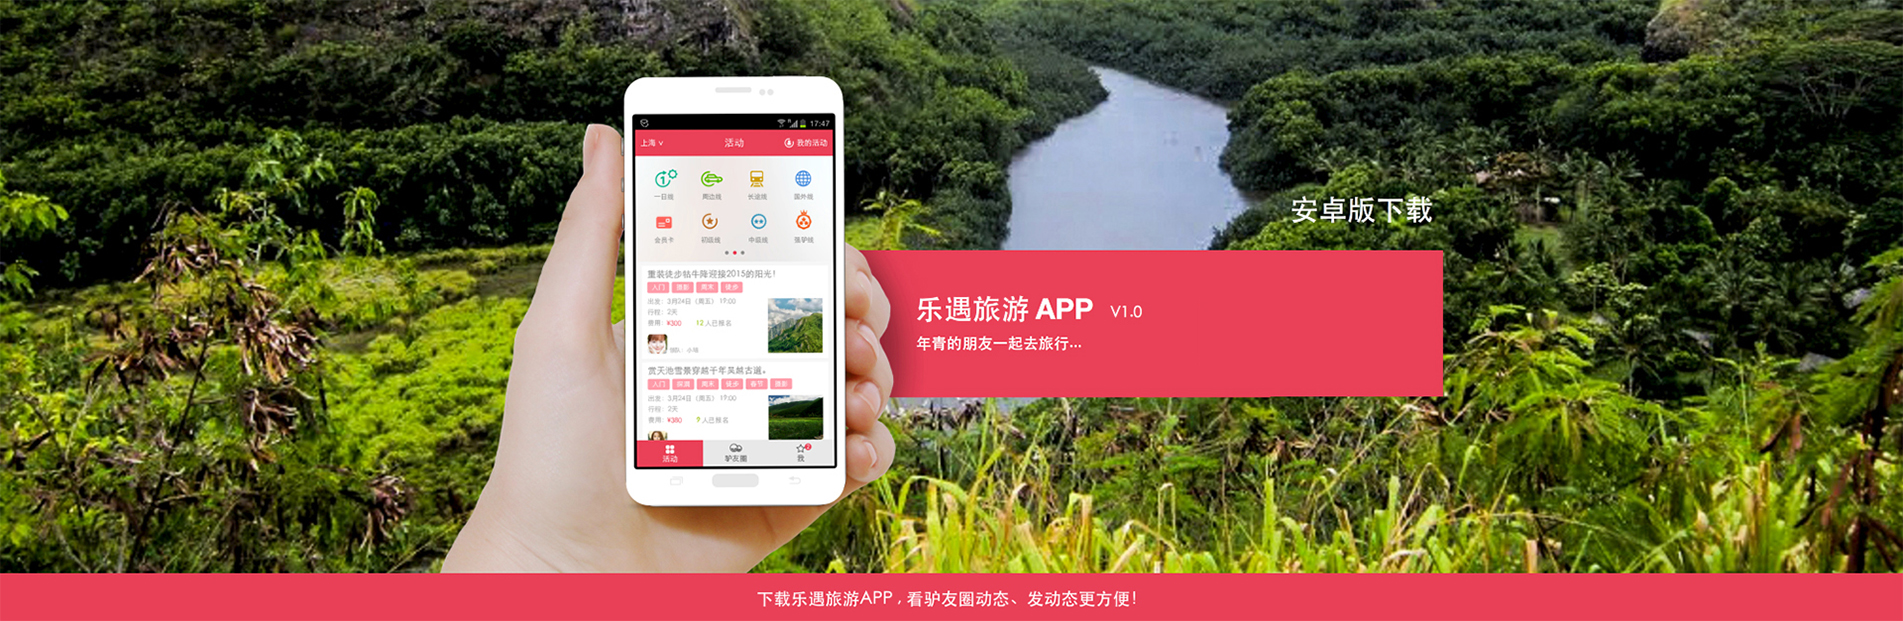 17:47
上海
活动
我的活动
一日线
周边线
长途线
国外线
会员卡
初级线
中级线
强驴线
重装徒步牯牛降迎接2015的阳光！
入门 摄影 周末 徒步
出发：3月24日（周五） 19:00
行程：2天
费用：¥300 12人已报名
领队：小喵
赏天池雪景穿越千年吴越古道。
入门 周末 徒步 春节 摄影
出发：3月24日（周五） 19:00
行程：2天
费用：¥380 9人已报名
活动
驴友圈
我
安卓版下载
乐遇旅游 APP V1.0
年青的朋友一起去旅行...
下载乐遇旅游APP，看驴友圈动态、发动态更方便！